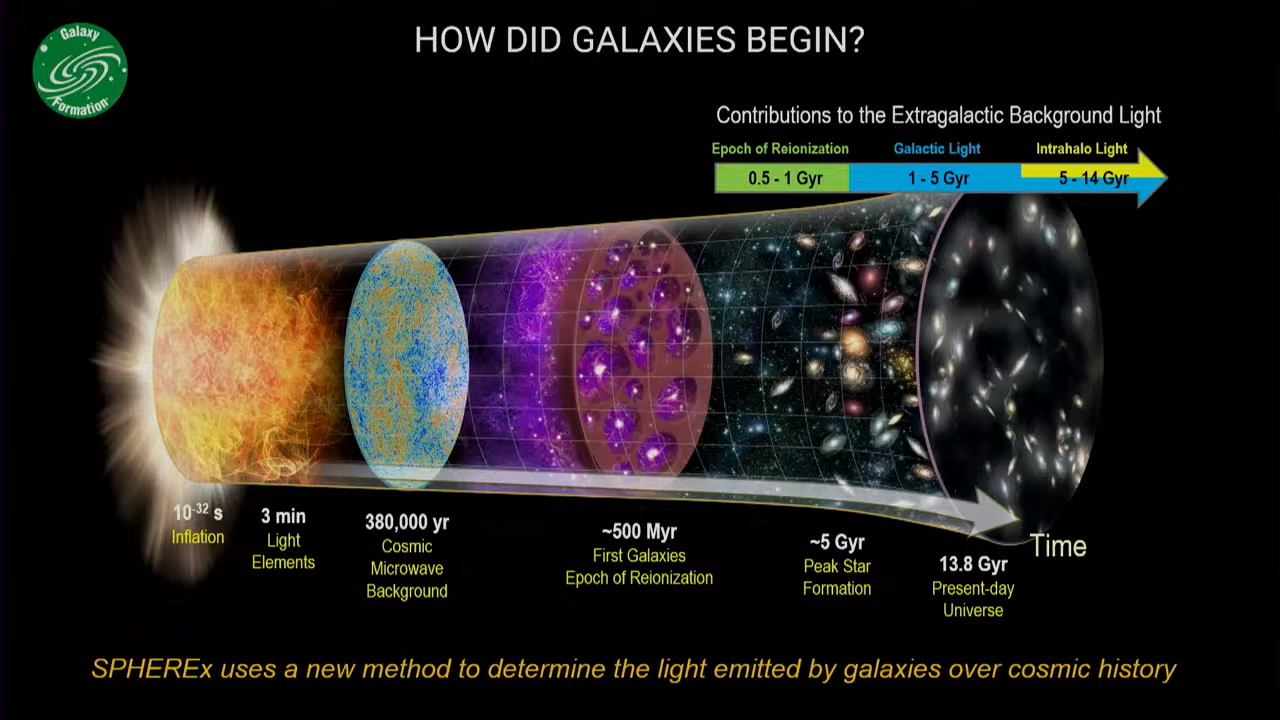 Galaxy
Formation
HOW DID GALAXIES BEGIN?
Contributions to the Extragalactic Background Light
Epoch of Reionization Galactic Light Intrahalo Light
0.5 - 1 Gyr 1 - 5 Gyr 5 - 14 Gyr
10-32 s
Inflation
3 min
Light
Elements
380,000 yr
Cosmic
Microwave
Background
~500 Myr
First Galaxies
Epoch of Reionization
~5 Gyr
Peak Star
Formation
13.8 Gyr
Present-day
Universe
Time
SPHEREx uses a new method to determine the light emitted by galaxies over cosmic history